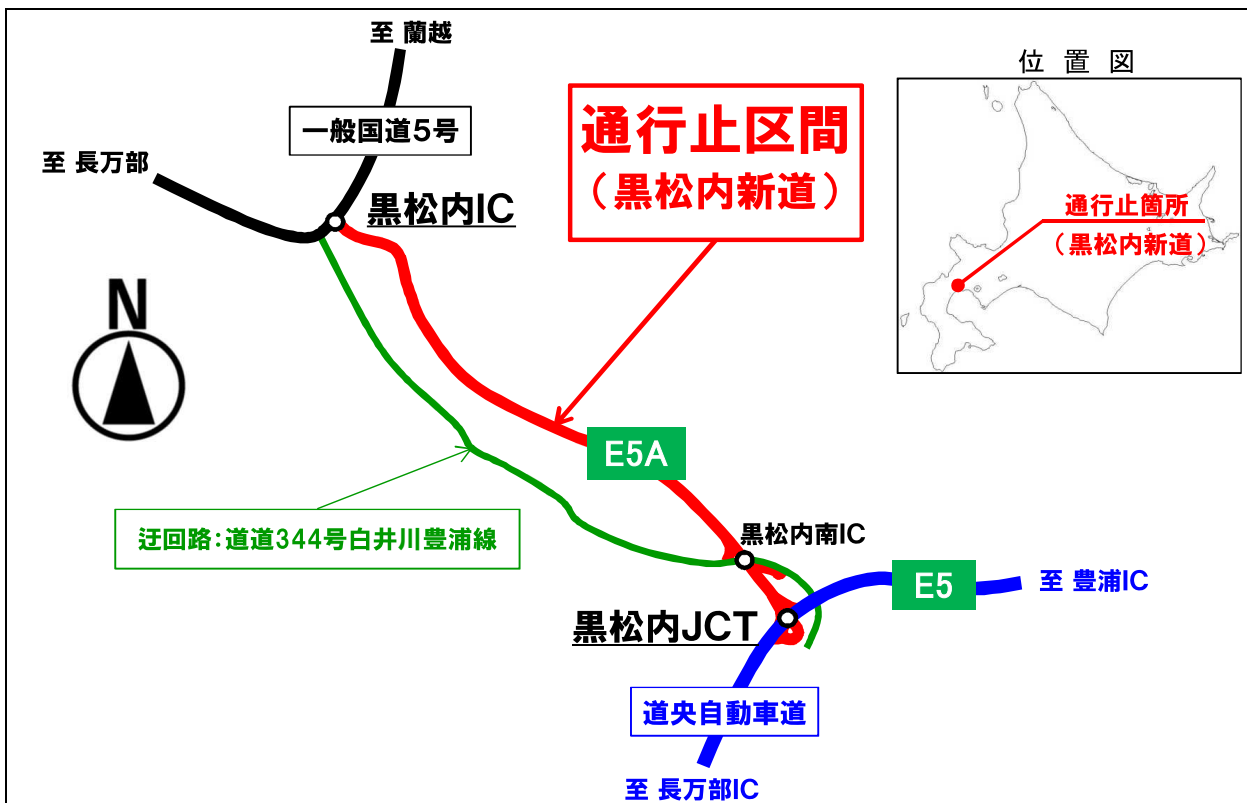 至 蘭越
位 置 図
通行止区間
（黒松内新道）
一般国道5号
至 長万部
黒松内IC
通行止箇所
（黒松内新道）
N
E5A
迂回路：道道344号白井川豊浦線
黒松内南IC
E5
至 豊浦IC
黒松内JCT
道央自動車道
至 長万部IC